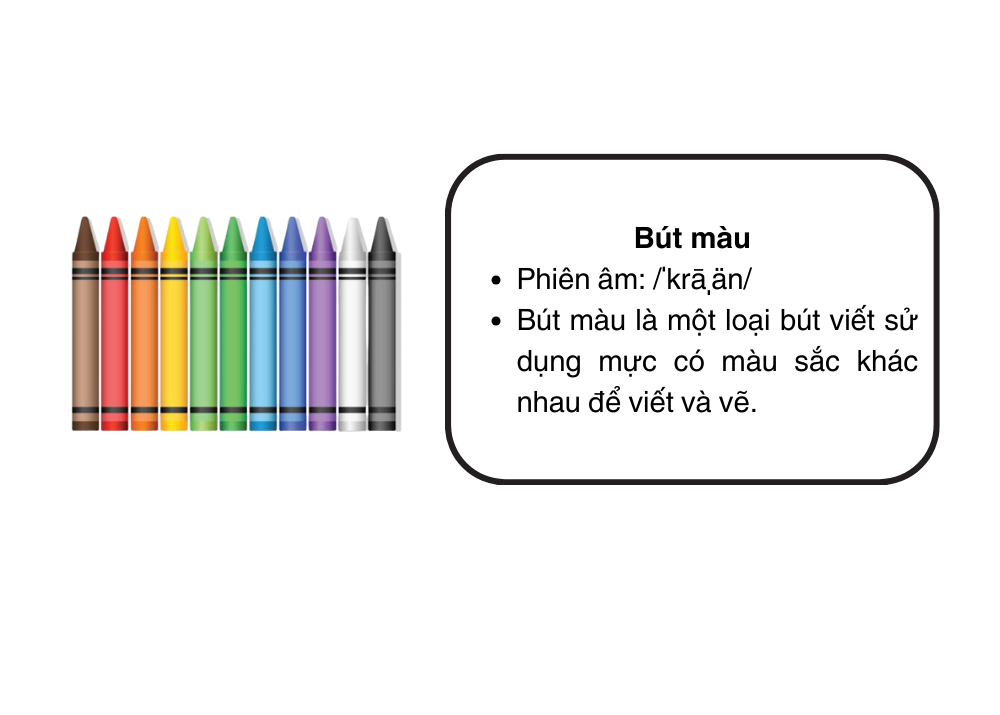 Bút màu
• Phiên âm: /ˈkrāˌän/
• Bút màu là một loại bút viết sử
dụng mực có màu sắc khác
nhau để viết và vẽ.